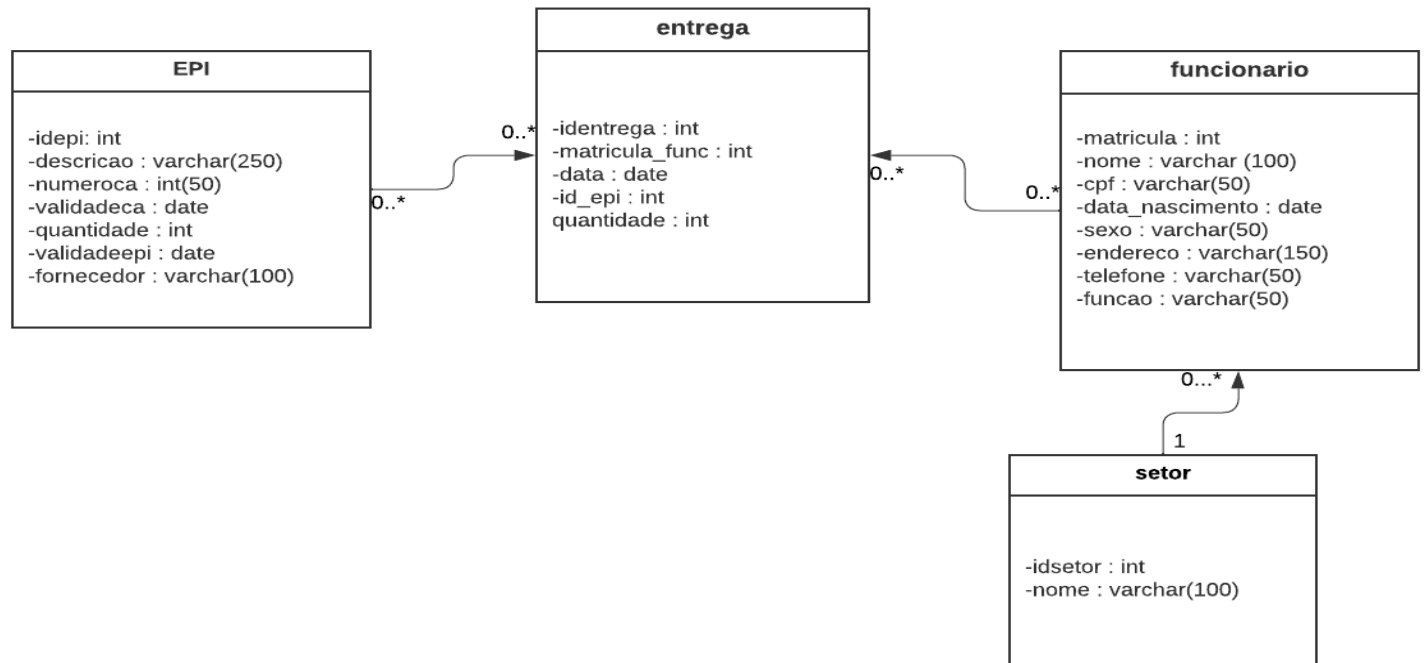 EPI
-idepi: int
-descricao : varchar(250)
-numeroca : int(50)
-validadeca : date
-quantidade : int
-validadeepi : date
-fornecedor : varchar(100)
0..*
0..*
entrega
-identrega : int
-matricula_func : int
-data : date
-id_epi : int
quantidade : int
0..*
0..*
funcionario
-matricula : int
-nome : varchar (100)
-cpf : varchar(50)
-data_nascimento : date
-sexo : varchar(50)
-endereco : varchar(150)
-telefone : varchar(50)
-funcao : varchar(50)
0...*
1
setor
-idsetor : int
-nome : varchar(100)